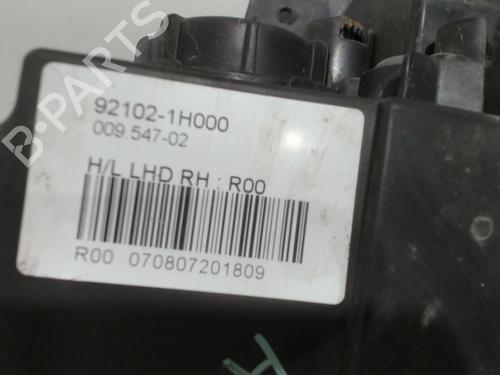 92102-1H000
009.547-02
H/L LHD RH : R00
R00 070807201809
B-PARTS